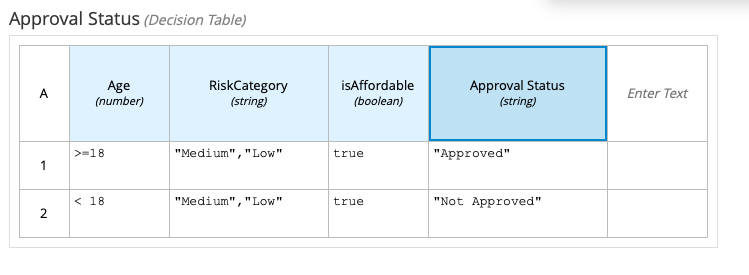 Approval Status (Decision Table)
A
Age
(number)
RiskCategory
(string)
isAffordable
(boolean)
Approval Status
(string)
Enter Text
1
>=18
"Medium","Low"
true
"Approved"
2
< 18
"Medium","Low"
true
"Not Approved"